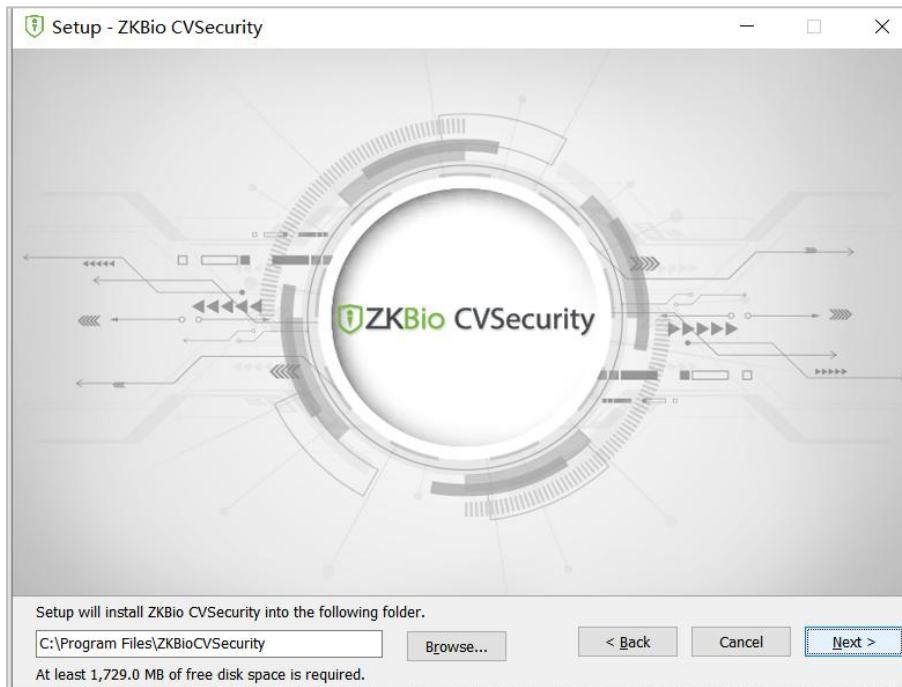 Setup - ZKBio CVSecurity
ZKBio CVSecurity
Setup will install ZKBio CVSecurity into the following folder.
C:\Program Files\ZKBioCVSecurity
Browse...
< Back
Cancel
Next >
At least 1,729.0 MB of free disk space is required.